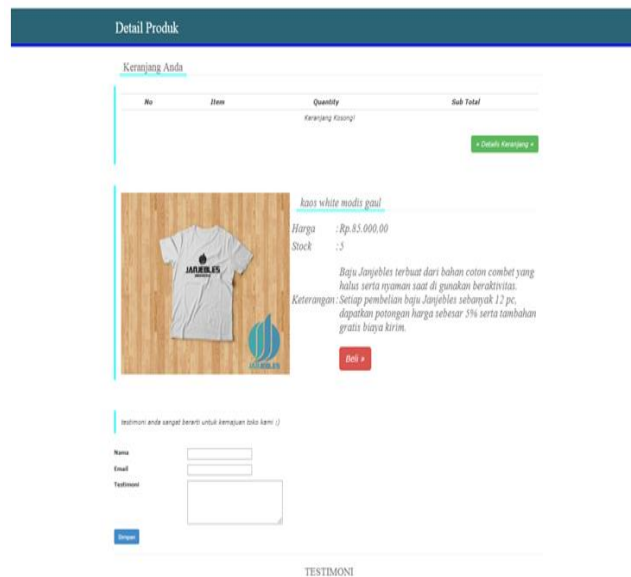 Detail Produk
Keranjang Anda
No Item Quantity Sub Total
Keranjang Kosong!
« Details Keranjang »
kaos white modis gaul
Harga : Rp.85.000,00
Stock : 5
Baju Janjebles terbuat dari bahan coton combet yang
halus serta nyaman saat di gunakan beraktivitas.
Keterangan : Setiap pembelian baju Janjebles sebanyak 12 pc,
dapatkan potongan harga sebesar 5% serta tambahan
gratis biaya kirim.
Beli »
JANJEBLES
JANJEBLES
testimoni anda sangat berarti untuk kemajuan toko kami :)
Nama
Email
Testimoni
Simpan
TESTIMONI